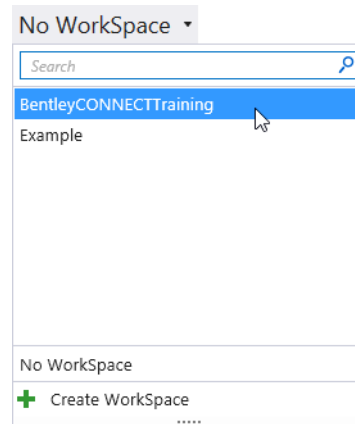 No WorkSpace
Search
BentleyCONNECTTraining
Example
No WorkSpace
Create WorkSpace